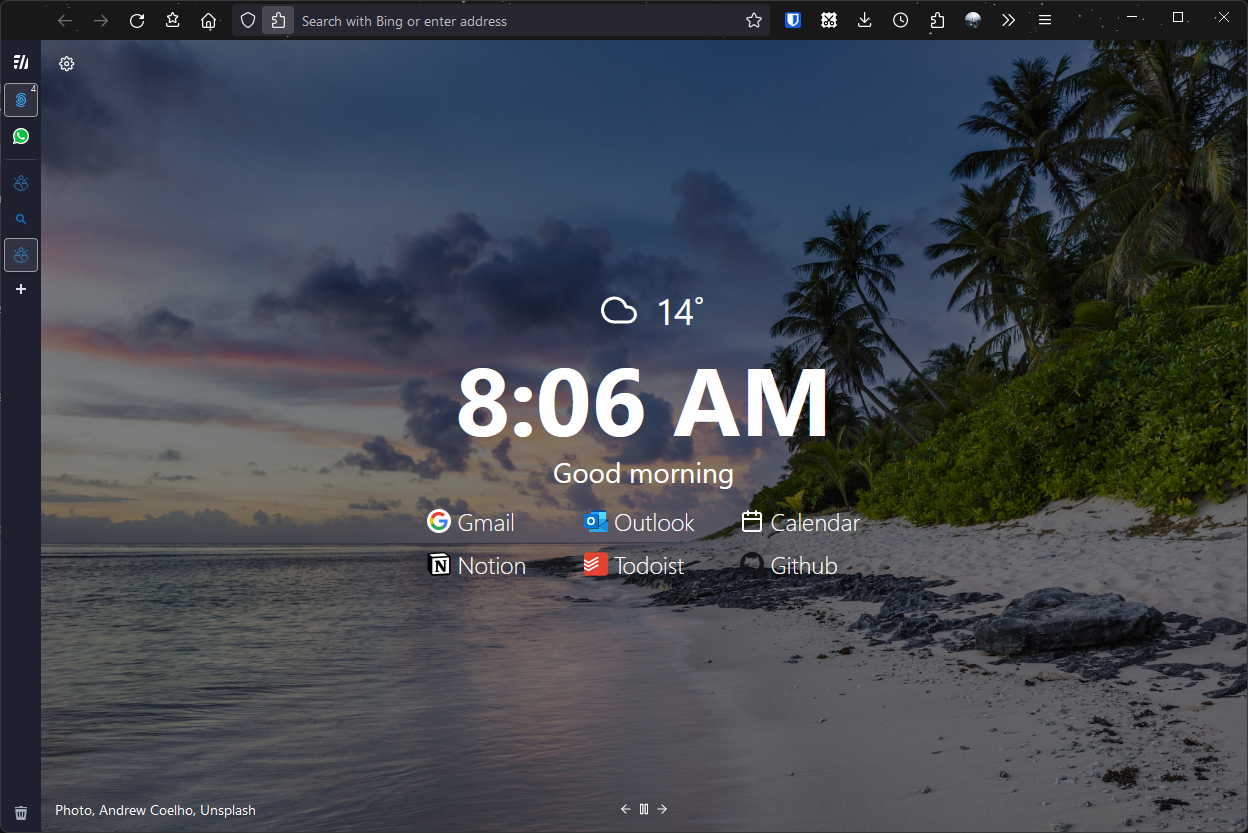 Search with Bing or enter address
4
14°
8:06 AM
Good morning
Gmail
Outlook
Calendar
Notion
Todoist
Github
Photo, Andrew Coelho, Unsplash